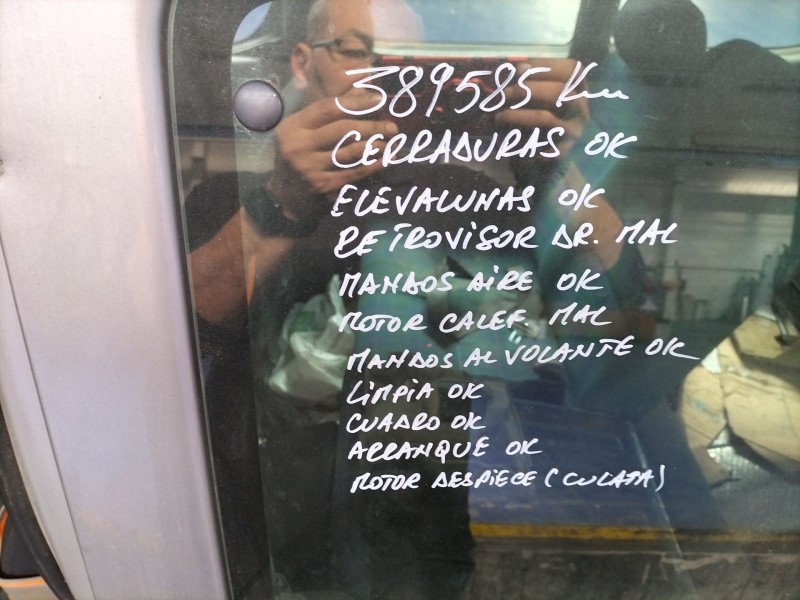 389585 Km
CERRADURAS OK
ELEVALUNAS OK
RETROVISOR DR. MAL
MANDOS AIRE OK
MOTOR CALEF. MAL
MANDOS AL VOLANTE OK
LIMPIA OK
CUADRO OK
ARRANQUE OK
MOTOR DESPIECE (CULATA)